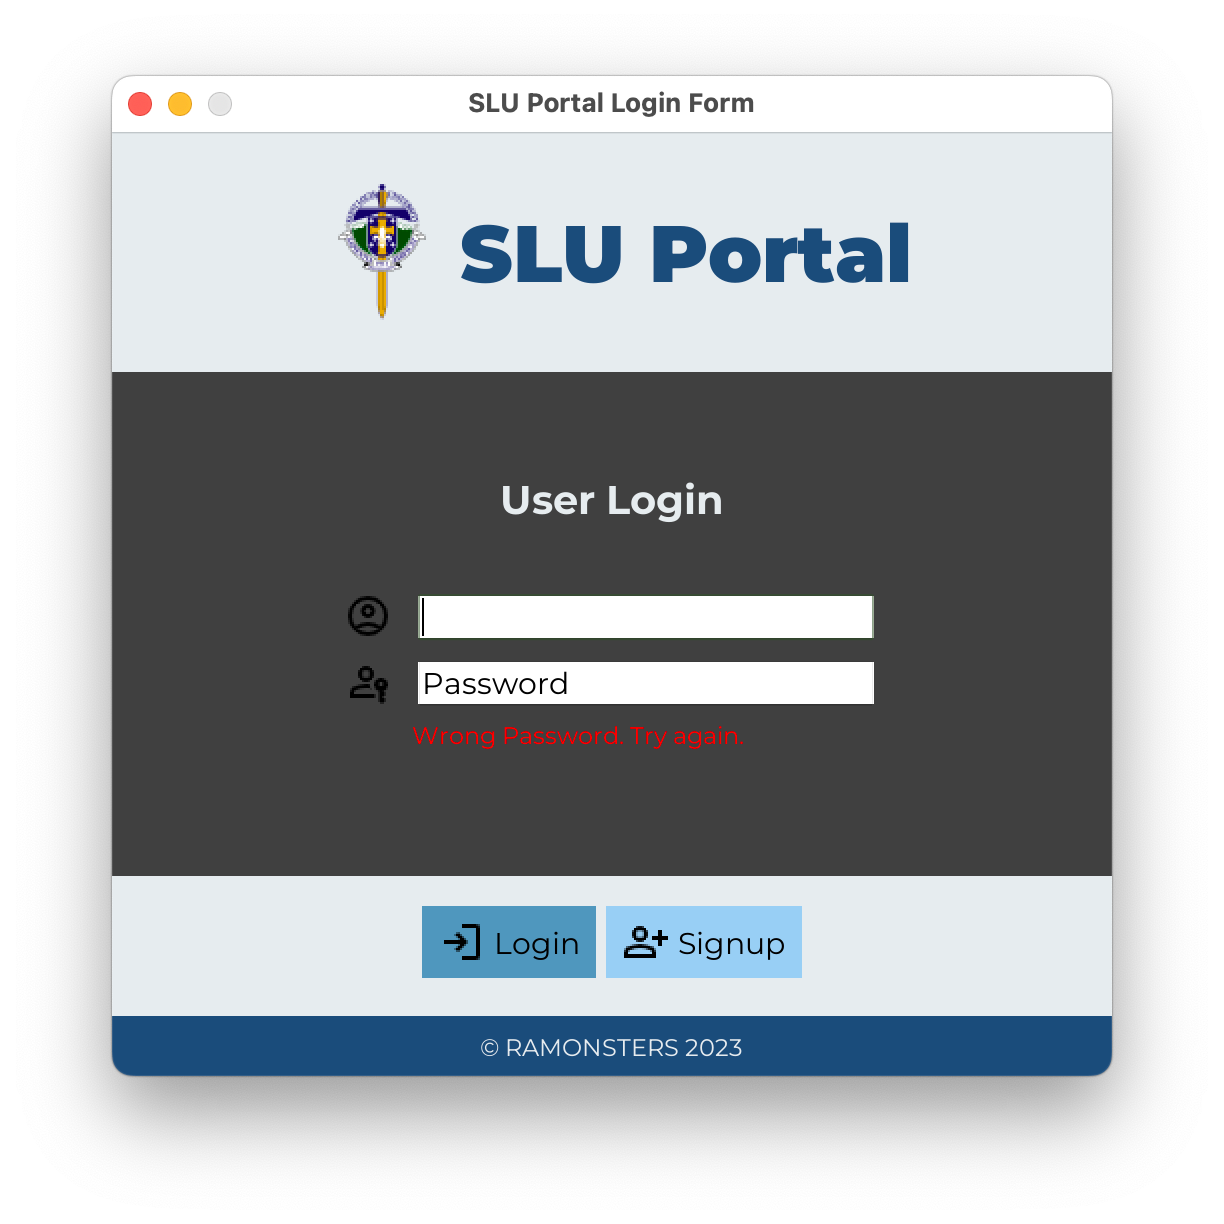 SLU Portal Login Form
SLU Portal
User Login
Password
Wrong Password. Try again.
Login
Signup
© RAMONSTERS 2023